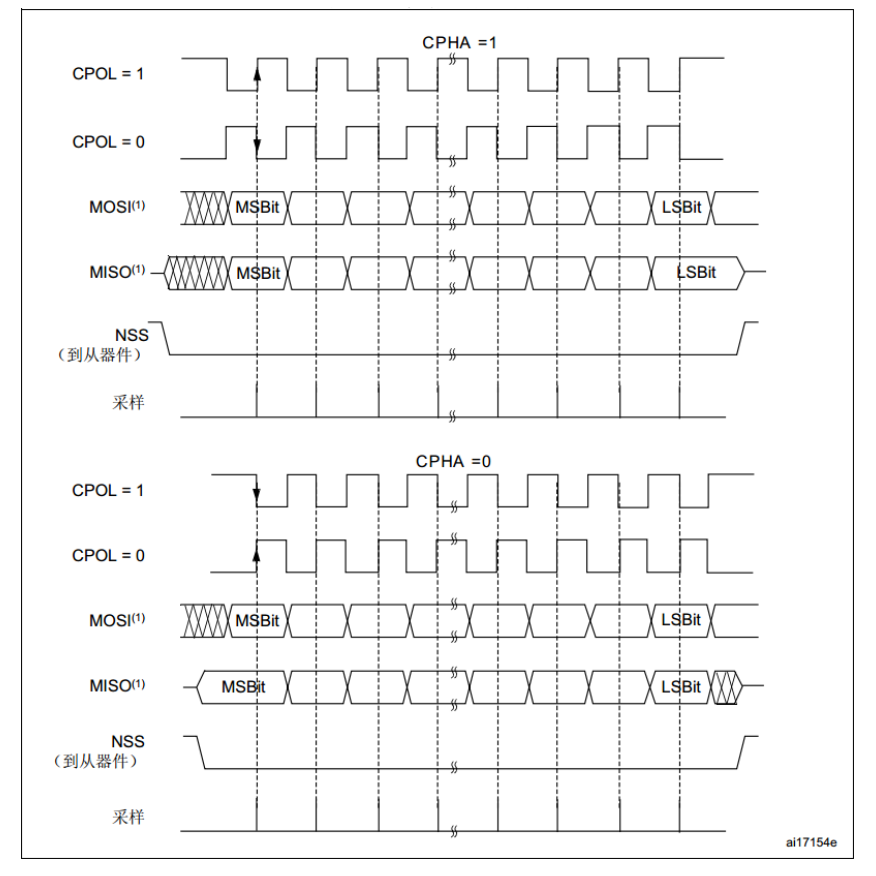 CPHA =1
CPOL = 1
CPOL = 0
MOSI(1) MSBit LSBit
MISO(1) MSBit LSBit
NSS
（到从器件）
采样
CPHA =0
CPOL = 1
CPOL = 0
MOSI(1) MSBit LSBit
MISO(1) MSBit LSBit
NSS
（到从器件）
采样
ai17154e